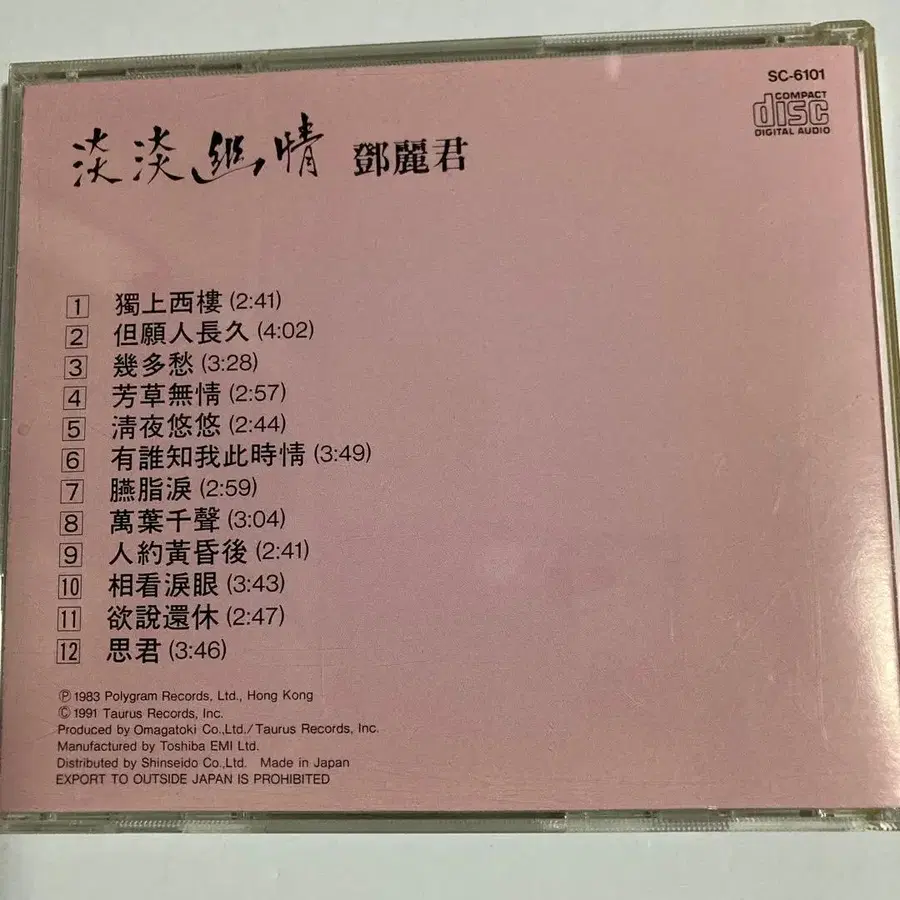 SC-6101
COMPACT
disc
DIGITAL AUDIO
淡淡幽情 鄧麗君
1 獨上西樓 (2:41)
2 但願人長久 (4:02)
3 幾多愁 (3:28)
4 芳草無情 (2:57)
5 淸夜悠悠 (2:44)
6 有誰知我此時情 (3:49)
7 臙脂淚 (2:59)
8 萬葉千聲 (3:04)
9 人約黃昏後 (2:41)
10 相看淚眼 (3:43)
11 欲說還休 (2:47)
12 思君 (3:46)
Ⓟ 1983 Polygram Records, Ltd., Hong Kong
© 1991 Taurus Records, Inc.
Produced by Omagatoki Co.,Ltd./Taurus Records, Inc.
Manufactured by Toshiba EMI Ltd.
Distributed by Shinseido Co.,Ltd. Made in Japan
EXPORT TO OUTSIDE JAPAN IS PROHIBITED